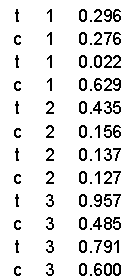 t 1 0.296
c 1 0.276
t 1 0.022
c 1 0.629
t 2 0.435
c 2 0.156
t 2 0.137
c 2 0.127
t 3 0.957
c 3 0.485
t 3 0.791
c 3 0.600